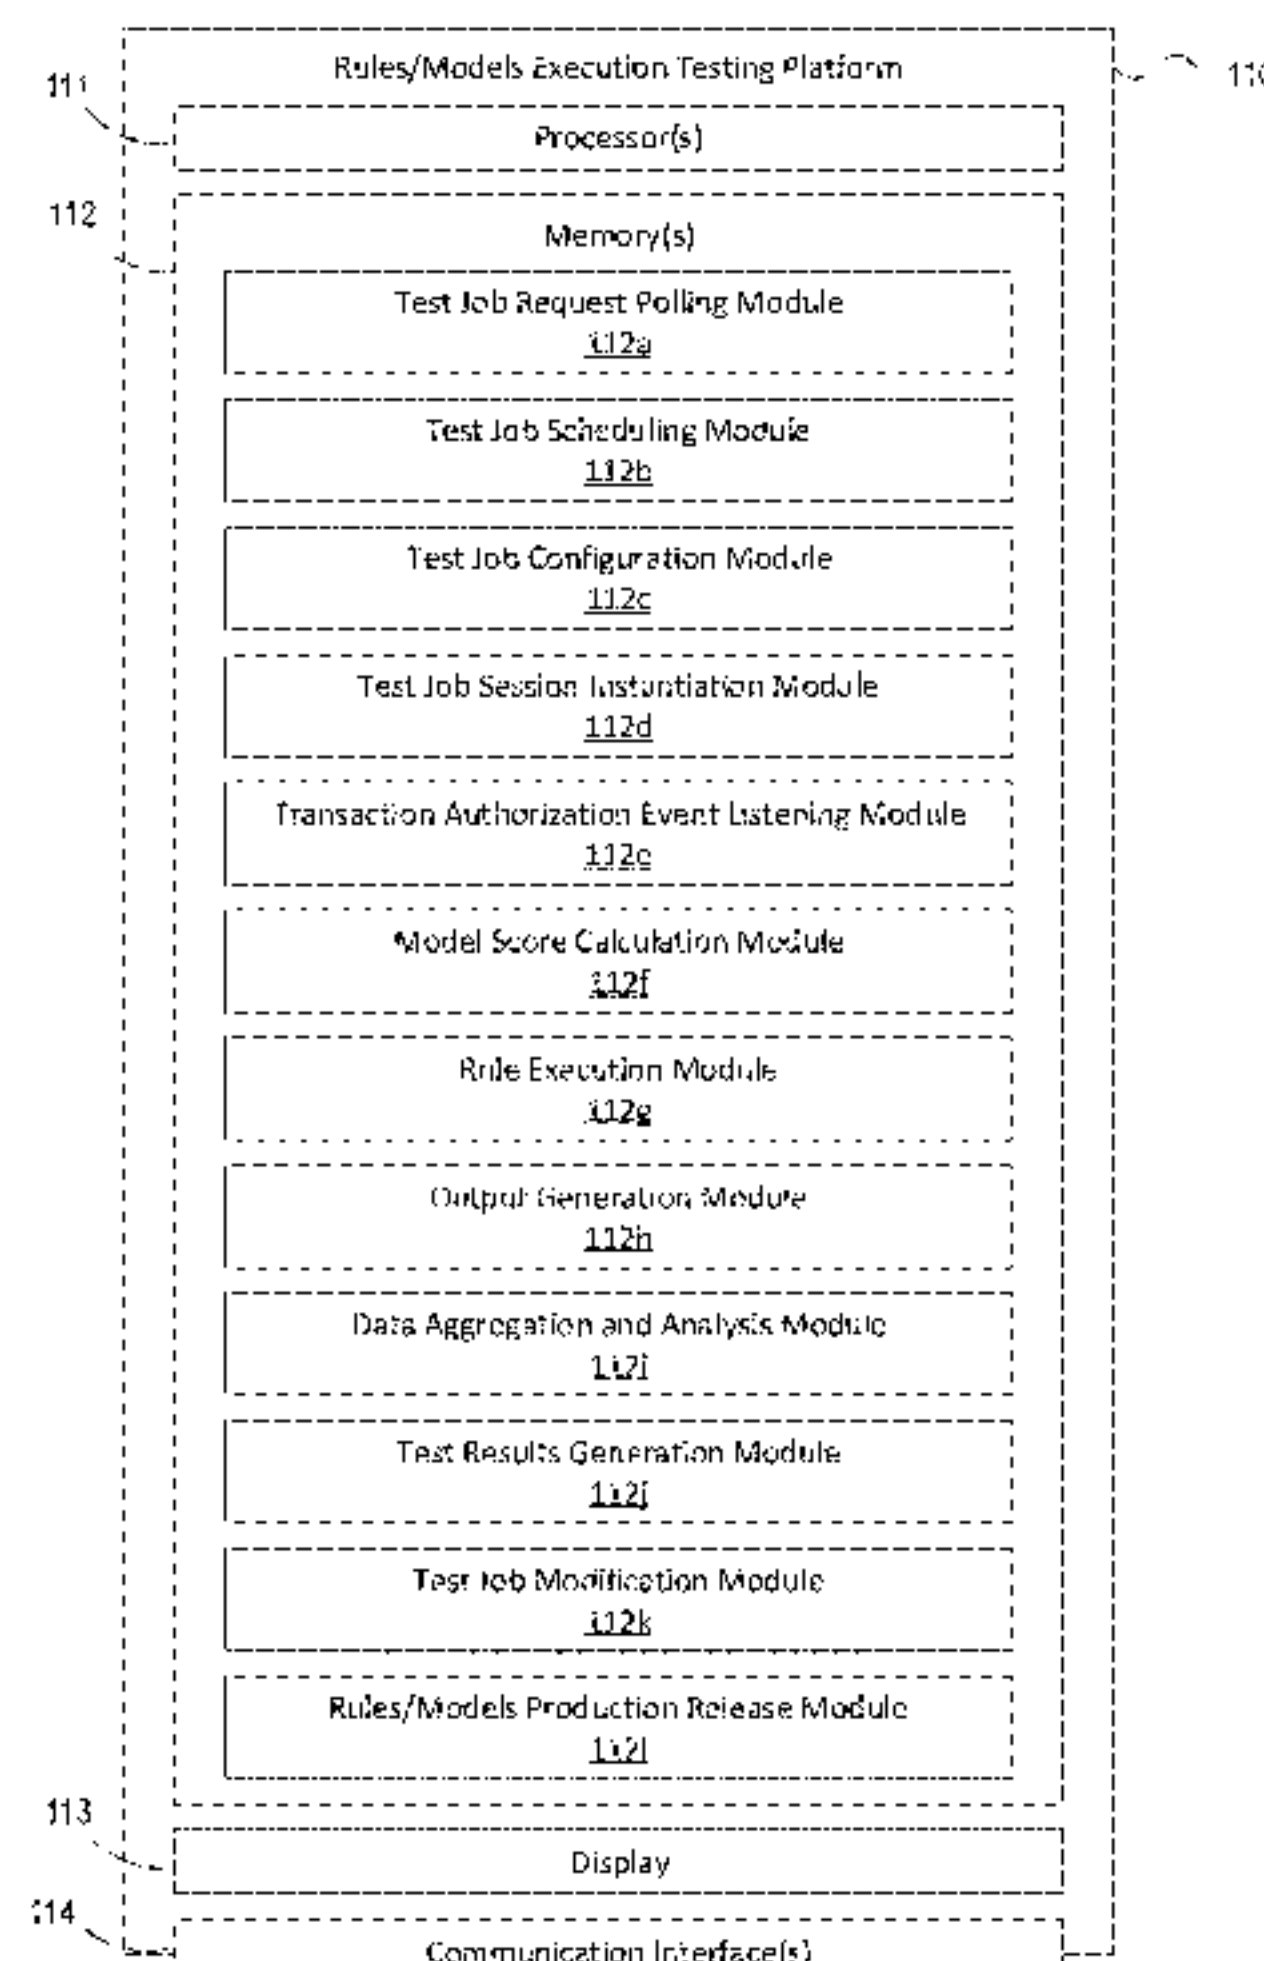 Rules/Models Execution Testing Platform
111
Processor(s)
112
Memory(s)
Test Job Request Polling Module
112a
Test Job Scheduling Module
112b
Test Job Configuration Module
112c
Test Job Session Instantiation Module
112d
Transaction Authorization Event Listening Module
112e
Model Score Calculation Module
112f
Rule Execution Module
112g
Output Generation Module
112h
Data Aggregation and Analysis Module
112i
Test Results Generation Module
112j
Test Job Modification Module
112k
Rules/Models Production Release Module
112l
113
Display
114
Communication Interface(s)